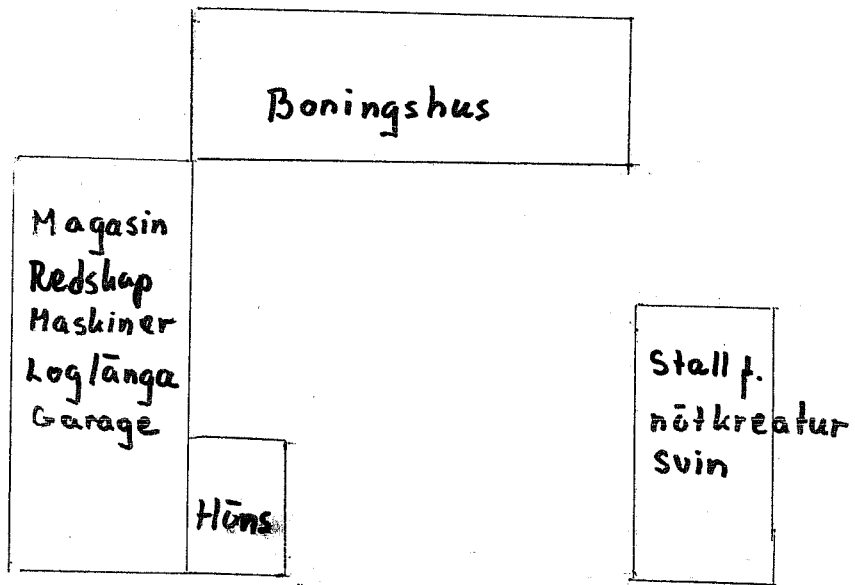 Boningshus
Magasin
Redskap
Maskiner
Loglänga
Garage
Höns
Stall f.
nötkreatur
svin